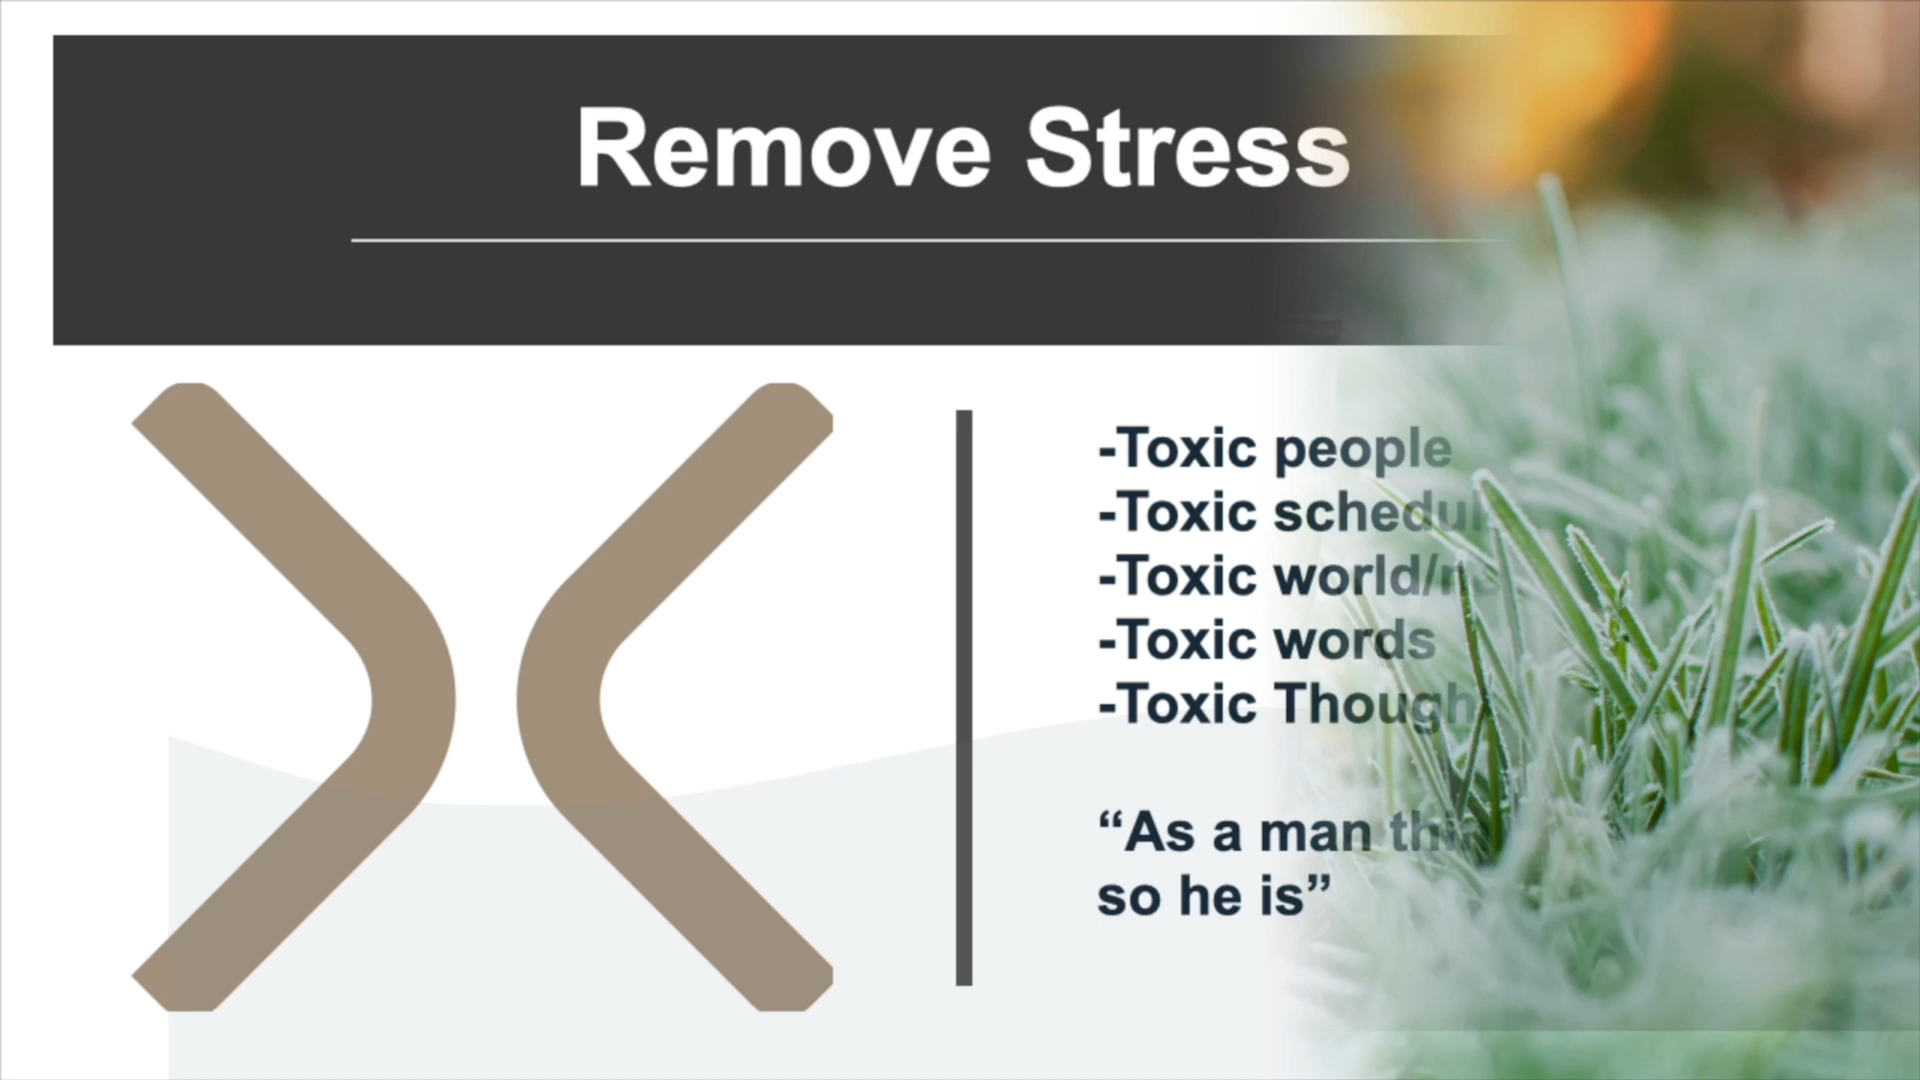 Remove Stress
-Toxic people
-Toxic
-Toxic
-Toxic words
-Toxic
“As a man
so he is”